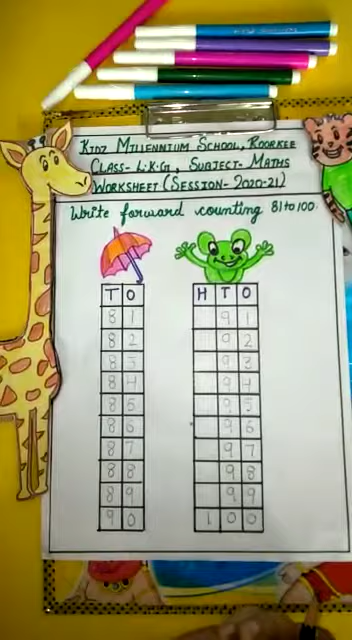 KIDZ MILLENNIUM SCHOOL, ROORKEE
CLASS- L.K.G., SUBJECT- MATHS
WORKSHEET (SESSION- 2020-21)
Write forward counting 81 to 100.
T O
8 1
8 2
8 3
8 4
8 5
8 6
8 7
8 8
8 9
9 0
H T O
9 1
9 2
9 3
9 4
9 5
9 6
9 7
9 8
9 9
1 0 0